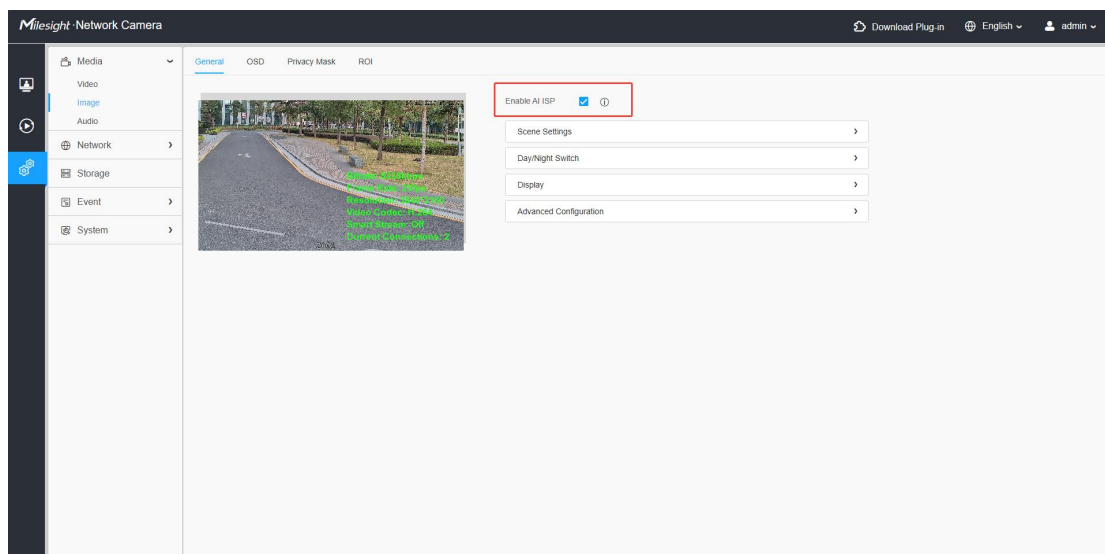 Milesight · Network Camera
Download Plug-in
English
admin
Media
Video
Image
Audio
Network
Storage
Event
System
General
OSD
Privacy Mask
ROI
Video Codec: H.264
Smart Stream: Off
Current Connections: 2
Enable AI ISP
Scene Settings
Day/Night Switch
Display
Advanced Configuration